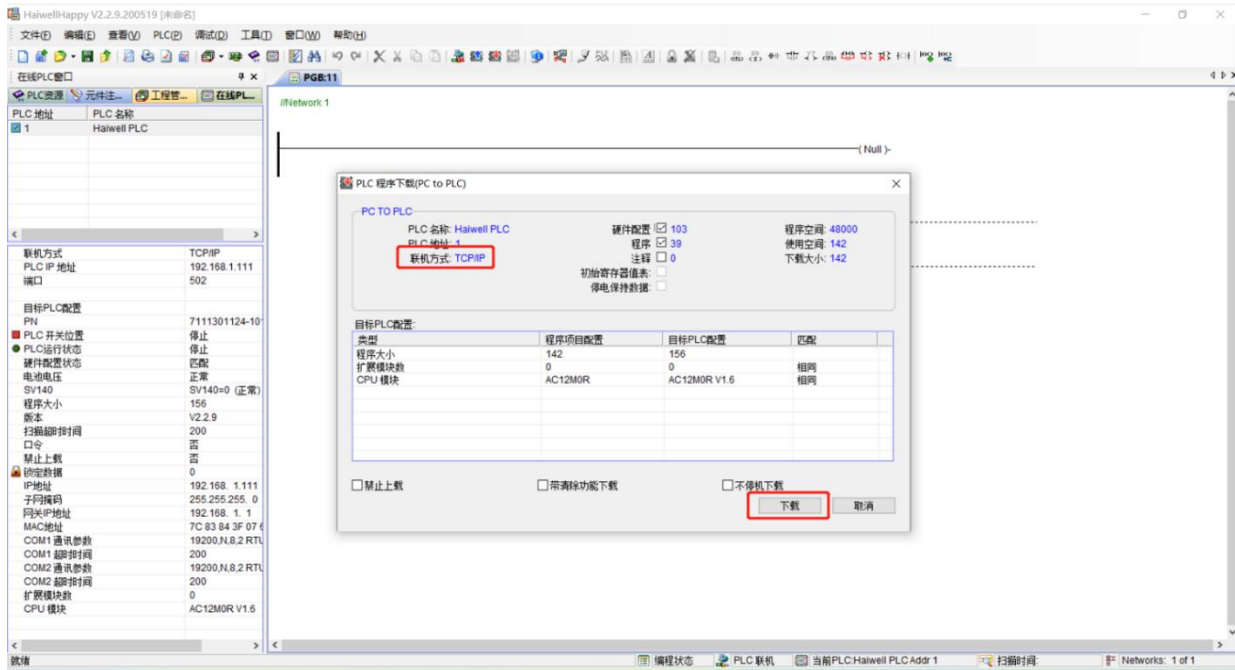 HaiwellHappy V2.2.9.200519 [未命名]
文件(F) 编辑(E) 查看(V) PLC(P) 调试(D) 工具(T) 窗口(W) 帮助(H)
在线PLC窗口
PGB:11
PLC资源 元件注... 工程管... 在线PL...
PLC 地址 PLC 名称
1 Haiwell PLC
//Network 1
( Null )-
联机方式 TCP/IP
PLC IP 地址 192.168.1.111
端口 502
目标PLC配置
PN 7111301124-10
PLC 开关位置 停止
PLC运行状态 停止
硬件配置状态 匹配
电池电压 正常
SV140 SV140=0 (正常)
程序大小 156
版本 V2.2.9
扫描超时时间 200
口令 否
禁止上载 否
锁定数据 0
IP地址 192.168. 1.111
子网掩码 255.255.255. 0
网关IP地址 192.168. 1. 1
MAC地址 7C 83 84 3F 07
COM1 通讯参数 19200,N,8,2 RTU
COM1 超时时间 200
COM2 通讯参数 19200,N,8,2 RTU
COM2 超时时间 200
扩展模块数 0
CPU 模块 AC12M0R V1.6
PLC 程序下载(PC to PLC)
PC TO PLC
PLC 名称: Haiwell PLC 硬件配置: 103 程序空间: 48000
PLC 地址: 1 程序 39 使用空间: 142
联机方式: TCP/IP 注释 0 下载大小: 142
初始寄存器值表:
停电保持数据:
目标PLC配置:
类型 程序项目配置 目标PLC配置 匹配
程序大小 142 156
扩展模块数 0 0 相同
CPU 模块 AC12M0R AC12M0R V1.6 相同
禁止上载 带清除功能下载 不停机下载
下载 取消
就绪 编程状态 PLC 联机 当前PLC:Haiwell PLC Addr 1 扫描时间: Networks: 1 of 1